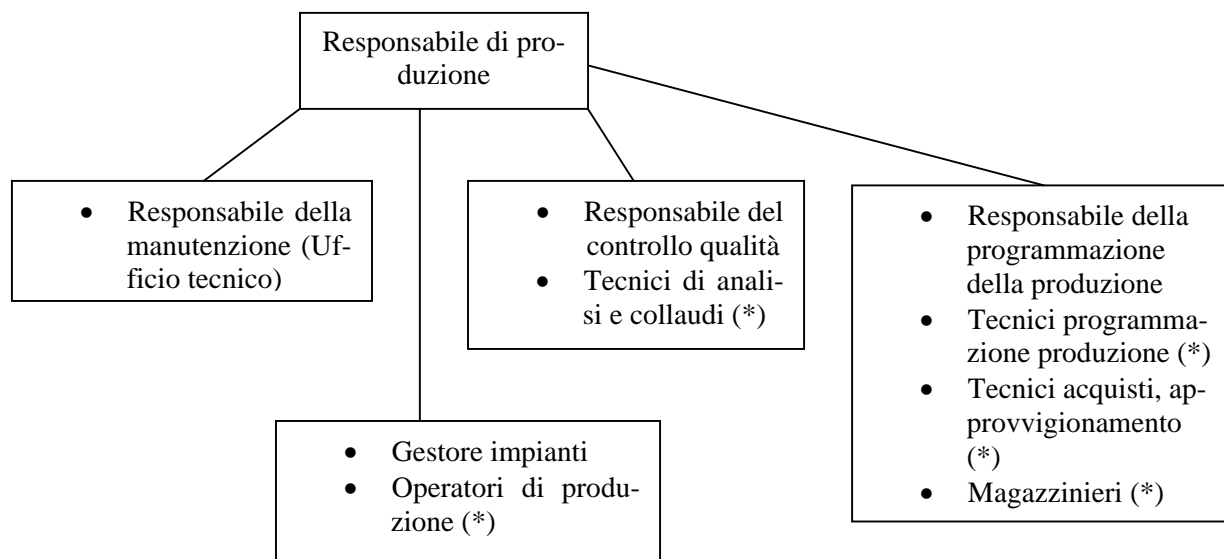 Responsabile di pro-
duzione
• Responsabile della
manutenzione (Uf-
ficio tecnico)
• Responsabile del
controllo qualità
• Tecnici di anali-
si e collaudi (*)
• Responsabile della
programmazione
della produzione
• Tecnici programma-
zione produzione (*)
• Tecnici acquisti, ap-
provvigionamento
(*)
• Magazzinieri (*)
• Gestore impianti
• Operatori di produ-
zione (*)